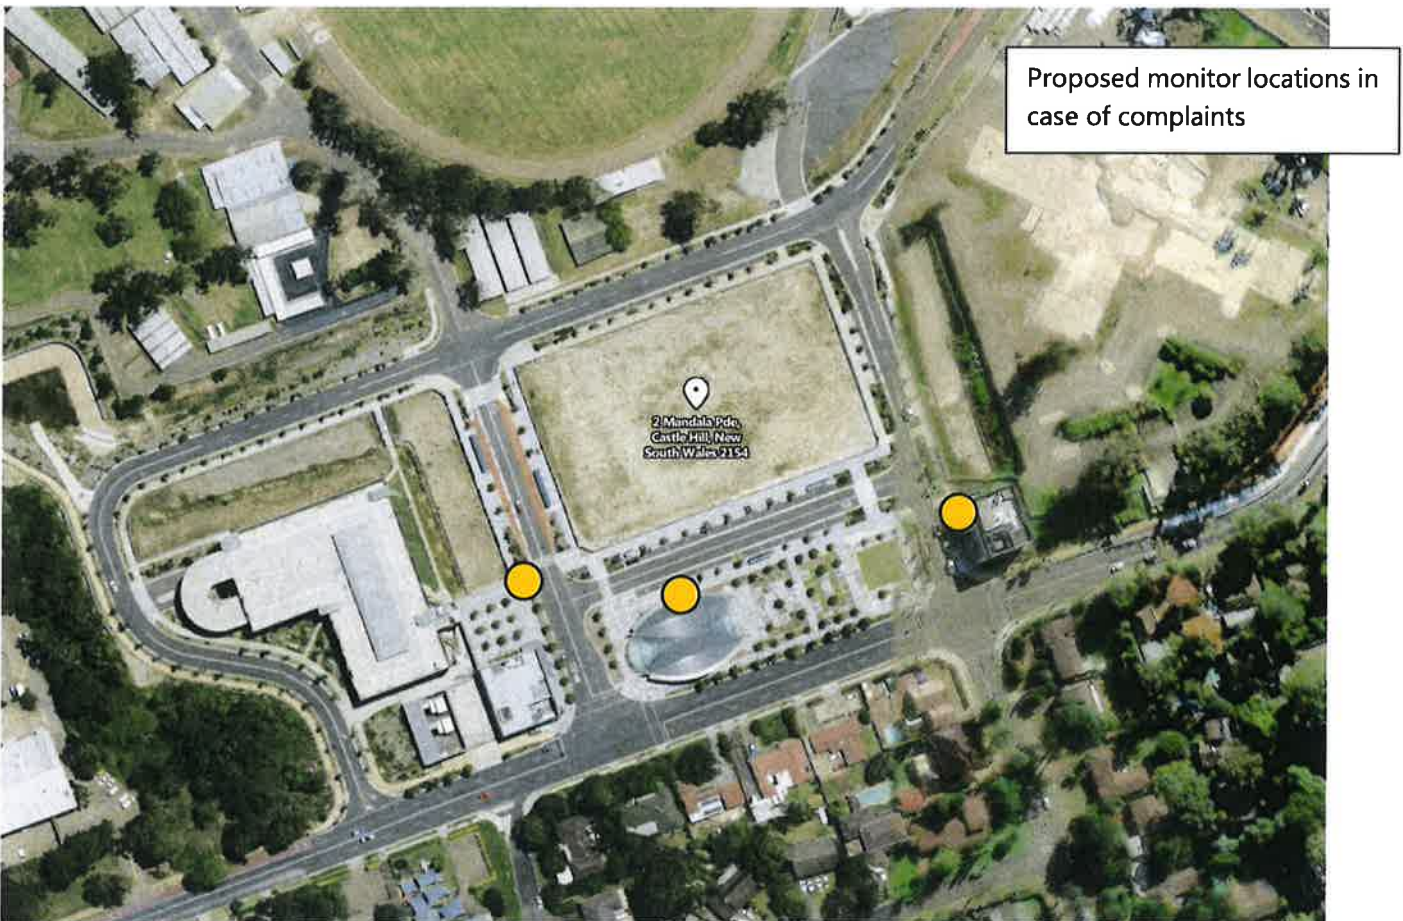 Proposed monitor locations in
case of complaints
2 Mandala Pde,
Castle Hill, New
South Wales 2154